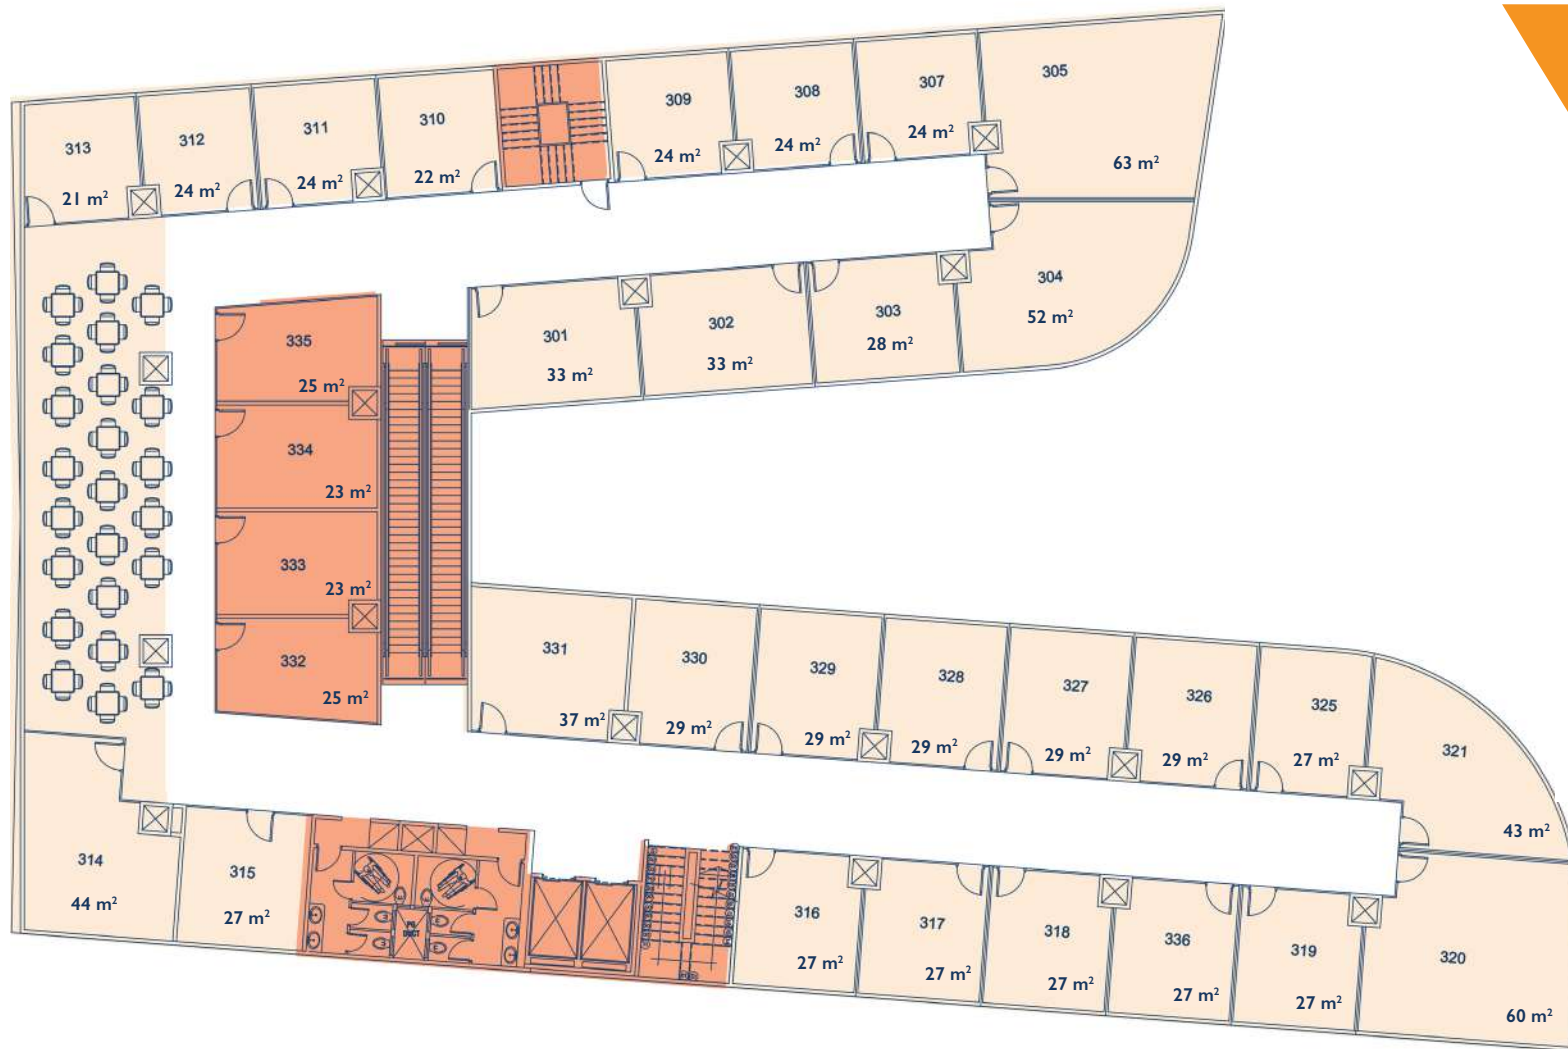 313
21 m²
312
24 m²
311
24 m²
310
22 m²
309
24 m²
308
24 m²
307
24 m²
305
63 m²
301
33 m²
302
33 m²
303
28 m²
304
52 m²
335
25 m²
334
23 m²
333
23 m²
332
25 m²
331
37 m²
330
29 m²
329
29 m²
328
29 m²
327
29 m²
326
29 m²
325
27 m²
321
43 m²
314
44 m²
315
27 m²
DUCT
316
27 m²
317
27 m²
318
27 m²
336
27 m²
319
27 m²
320
60 m²